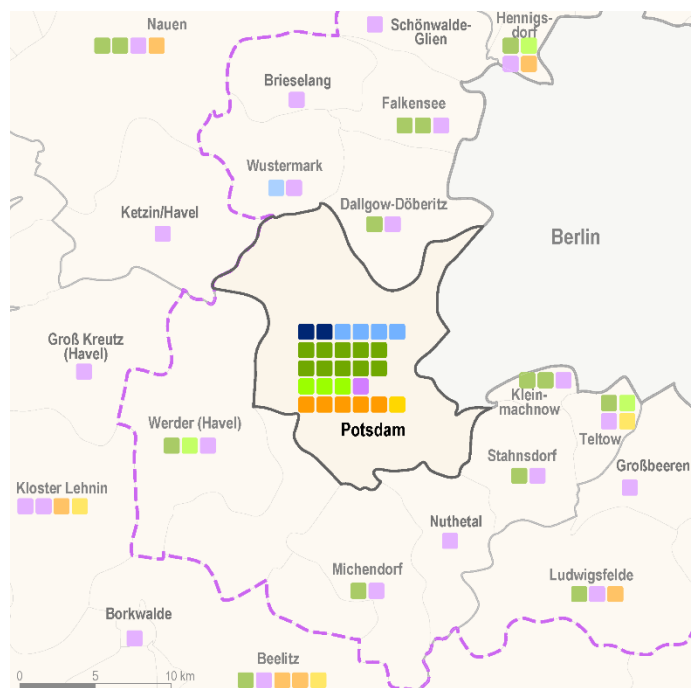 Nauen
Schönwalde-
Glien
Hennigs-
dorf
Brieselang
Falkensee
Wustermark
Ketzin/Havel
Dallgow-Döberitz
Berlin
Groß Kreutz
(Havel)
Klein-
machnow
Werder (Havel)
Potsdam
Teltow
Stahnsdorf
Großbeeren
Kloster Lehnin
Nuthetal
Michendorf
Ludwigsfelde
Borkwalde
Beelitz
0 5 10 km